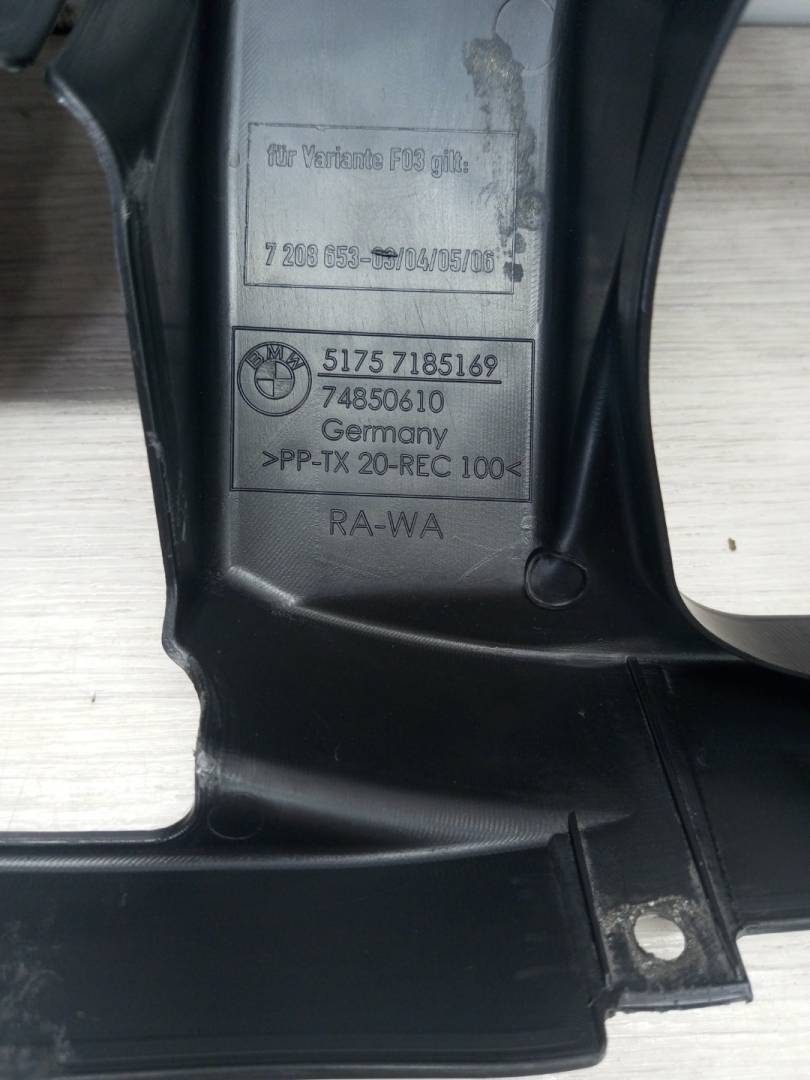 für Variante F03 gilt:
7 208 653-03/04/05/06
BMW
5175 7185169
74850610
Germany
>PP-TX 20-REC 100<
RA-WA